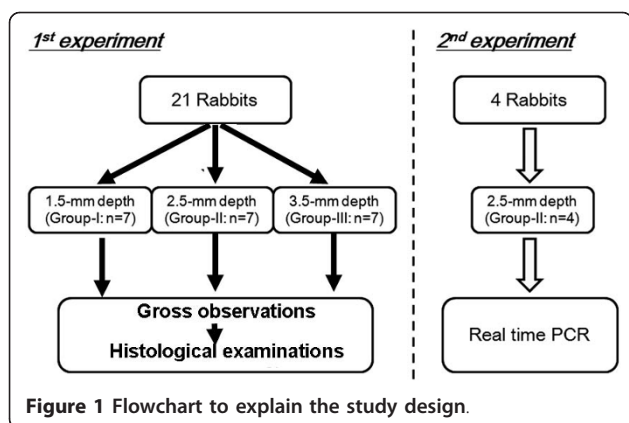 1st experiment
21 Rabbits
1.5-mm depth
(Group-I: n=7)
2.5-mm depth
(Group-II: n=7)
3.5-mm depth
(Group-III: n=7)
Gross observations
Histological examinations
2nd experiment
4 Rabbits
2.5-mm depth
(Group-II: n=4)
Real time PCR
Figure 1 Flowchart to explain the study design.